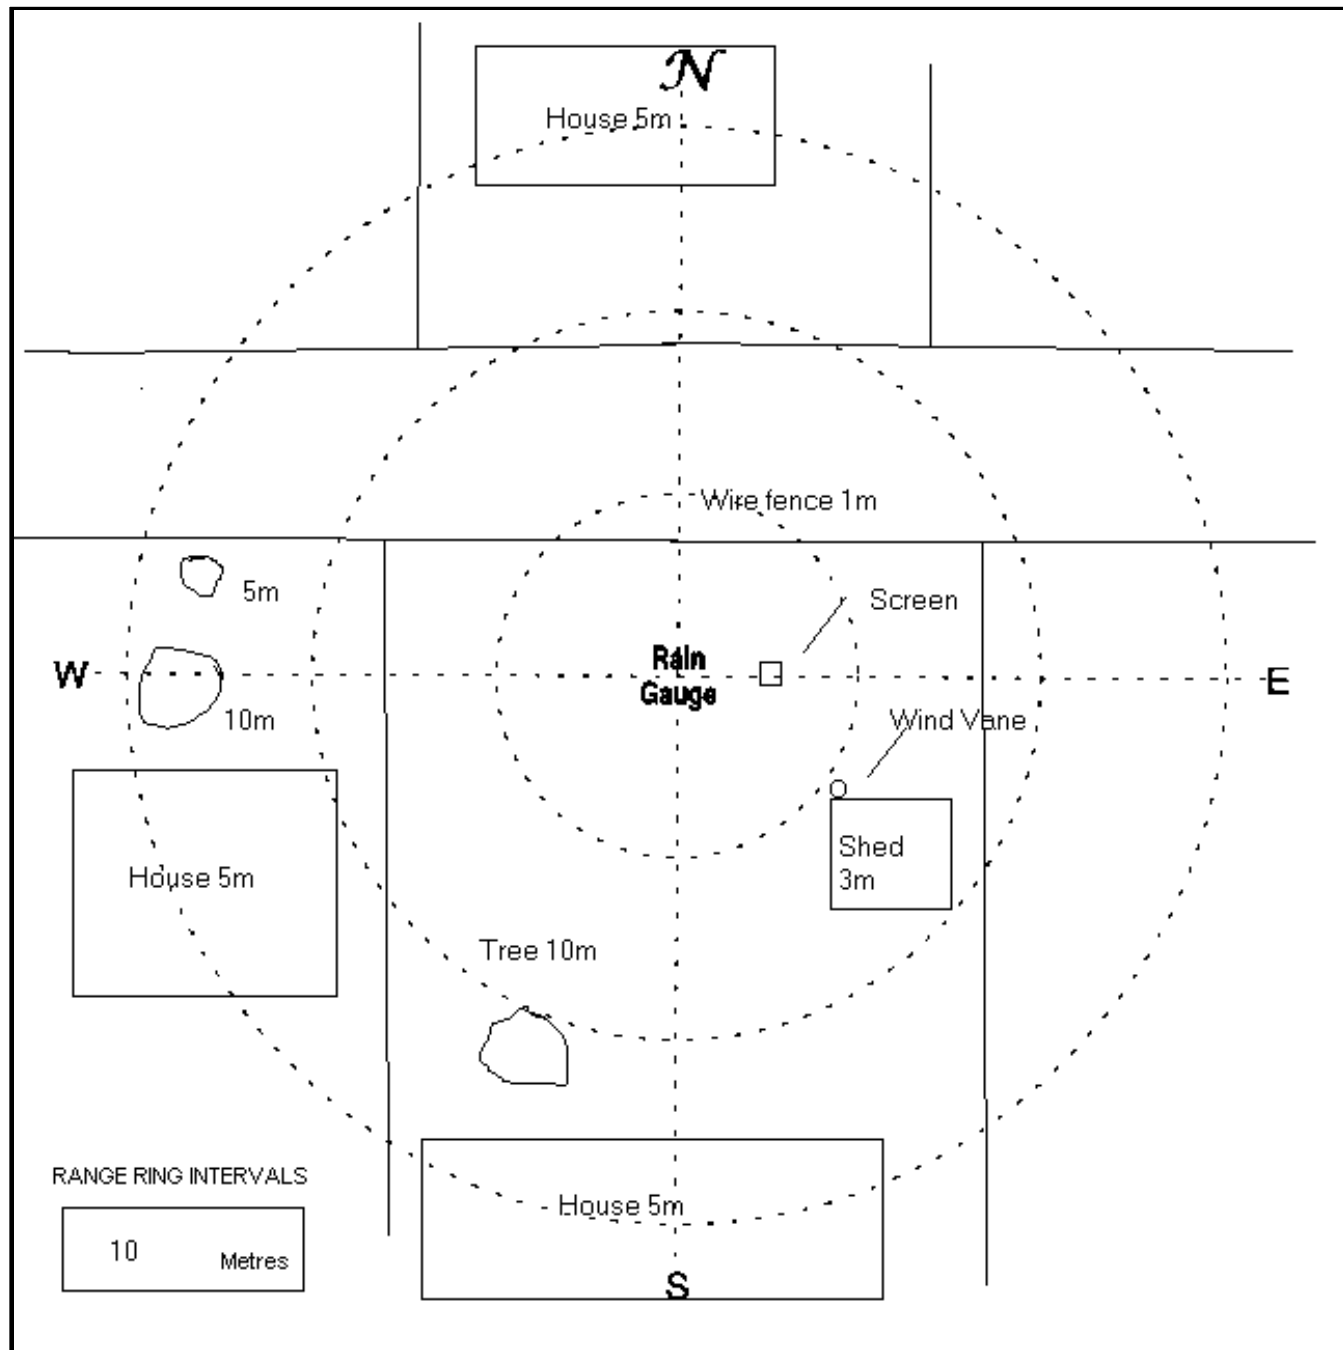 N
House 5m
Wire fence 1m
5m
Screen
W
Rain
Gauge
E
10m
Wind Vane
House 5m
Shed
3m
Tree 10m
RANGE RING INTERVALS
House 5m
10 Metres
S